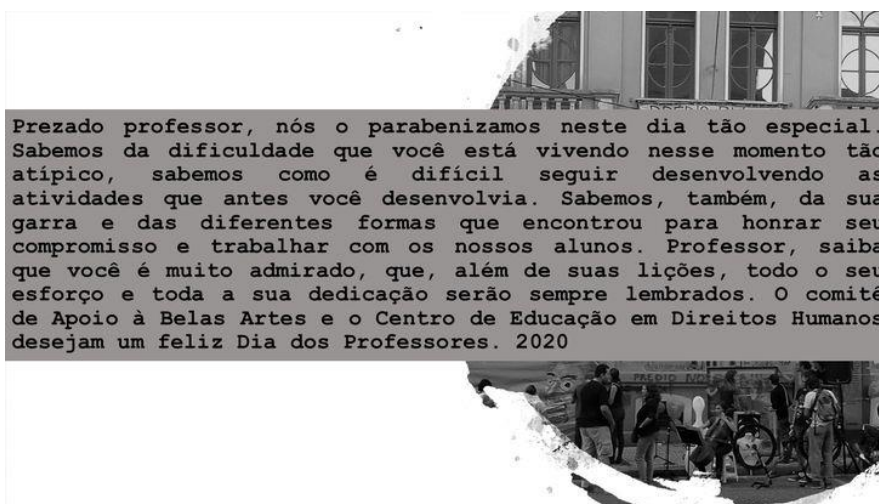 Prezado professor, nós o parabenizamos neste dia tão especial.
Sabemos da dificuldade que você está vivendo nesse momento tão
atípico, sabemos como é difícil seguir desenvolvendo as
atividades que antes você desenvolvia. Sabemos, também, da sua
garra e das diferentes formas que encontrou para honrar seu
compromisso e trabalhar com os nossos alunos. Professor, saiba
que você é muito admirado, que, além de suas lições, todo o seu
esforço e toda a sua dedicação serão sempre lembrados. O comitê
de Apoio à Belas Artes e o Centro de Educação em Direitos Humanos
desejam um feliz Dia dos Professores. 2020